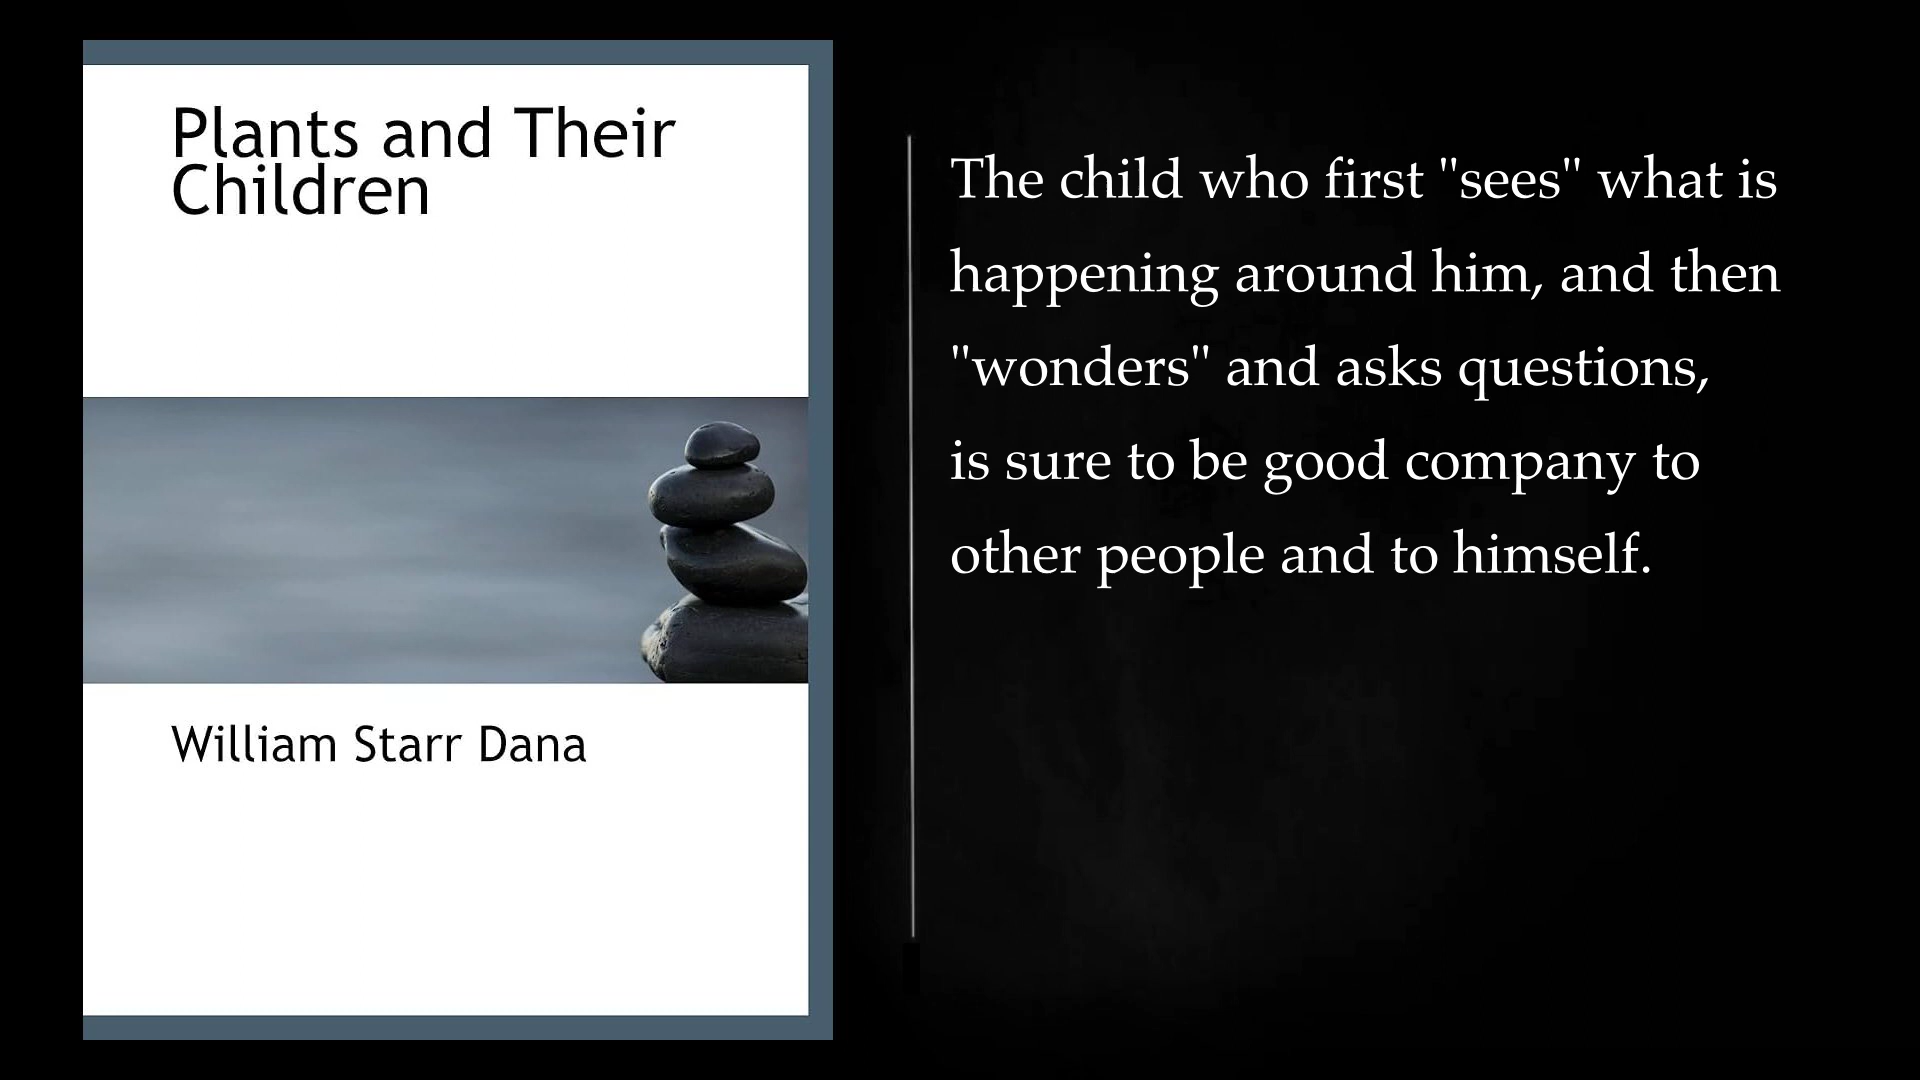 Plants and Their
Children
William Starr Dana
The child who first "sees" what is
happening around him, and then
"wonders" and asks questions,
is sure to be good company to
other people and to himself.